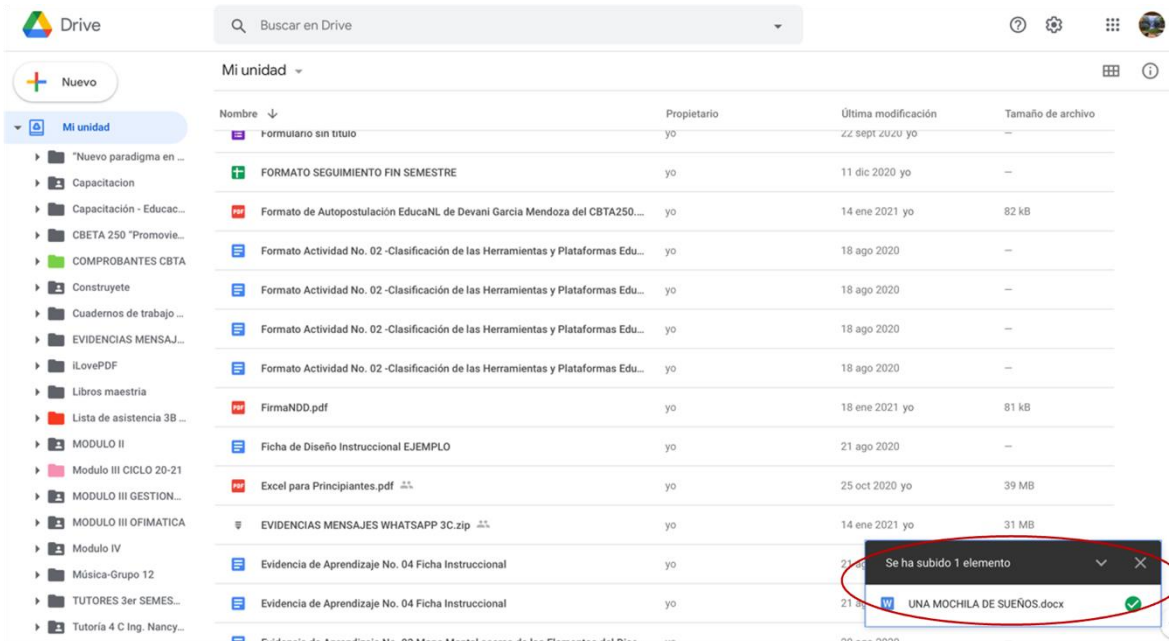 Drive
Buscar en Drive
Nuevo
Mi unidad
Mi unidad
"Nuevo paradigma en ...
Capacitacion
Capacitación - Educac...
CBETA 250 "Promovie...
COMPROBANTES CBTA
Construyete
Cuadernos de trabajo ...
EVIDENCIAS MENSAJ...
iLovePDF
Libros maestria
Lista de asistencia 3B ...
MODULO II
Modulo III CICLO 20-21
MODULO III GESTION...
MODULO III OFIMATICA
Modulo IV
Música-Grupo 12
TUTORES 3er SEMES...
Tutoría 4 C Ing. Nancy...
Nombre Propietario Última modificación Tamaño de archivo
Formulario sin título yo 22 sept 2020 yo —
FORMATO SEGUIMIENTO FIN SEMESTRE yo 11 dic 2020 yo —
PDF Formato de Autopostulación EducaNL de Devani Garcia Mendoza del CBTA250.... yo 14 ene 2021 yo 82 kB
Formato Actividad No. 02 -Clasificación de las Herramientas y Plataformas Edu... yo 18 ago 2020 —
Formato Actividad No. 02 -Clasificación de las Herramientas y Plataformas Edu... yo 18 ago 2020 —
Formato Actividad No. 02 -Clasificación de las Herramientas y Plataformas Edu... yo 18 ago 2020 —
Formato Actividad No. 02 -Clasificación de las Herramientas y Plataformas Edu... yo 18 ago 2020 —
PDF FirmaNDD.pdf yo 18 ene 2021 yo 81 kB
Ficha de Diseño Instruccional EJEMPLO yo 21 ago 2020 —
PDF Excel para Principiantes.pdf yo 25 oct 2020 yo 39 MB
EVIDENCIAS MENSAJES WHATSAPP 3C.zip yo 14 ene 2021 yo 31 MB
Evidencia de Aprendizaje No. 04 Ficha Instruccional yo 21
Evidencia de Aprendizaje No. 04 Ficha Instruccional yo 21
Se ha subido 1 elemento
W UNA MOCHILA DE SUEÑOS.docx